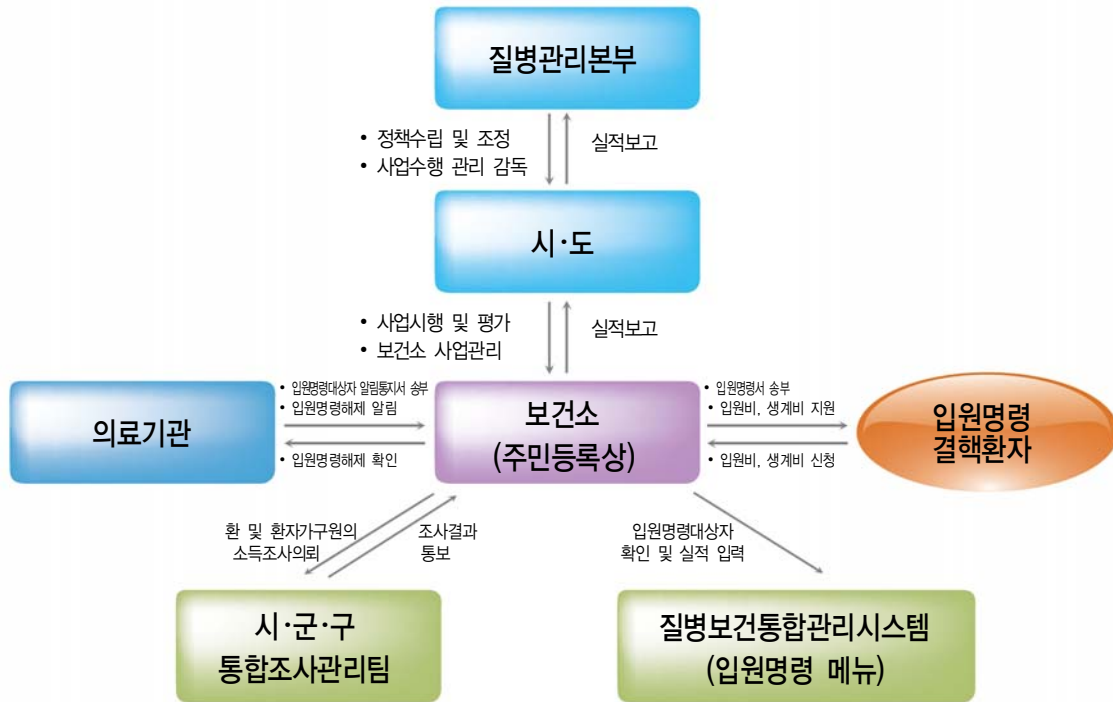 질병관리본부
• 정책수립 및 조정
• 사업수행 관리 감독
실적보고
시·도
• 사업시행 및 평가
• 보건소 사업관리
실적보고
의료기관
• 입원명령대상자 알림통지서 송부
• 입원명령해제 알림
• 입원명령해제 확인
보건소
(주민등록상)
• 입원명령서 송부
• 입원비, 생계비 지원
• 입원비, 생계비 신청
입원명령
결핵환자
환 및 환자가구원의
소득조사의뢰
조사결과
통보
입원명령대상자
확인 및 실적 입력
시·군·구
통합조사관리팀
질병보건통합관리시스템
(입원명령 메뉴)